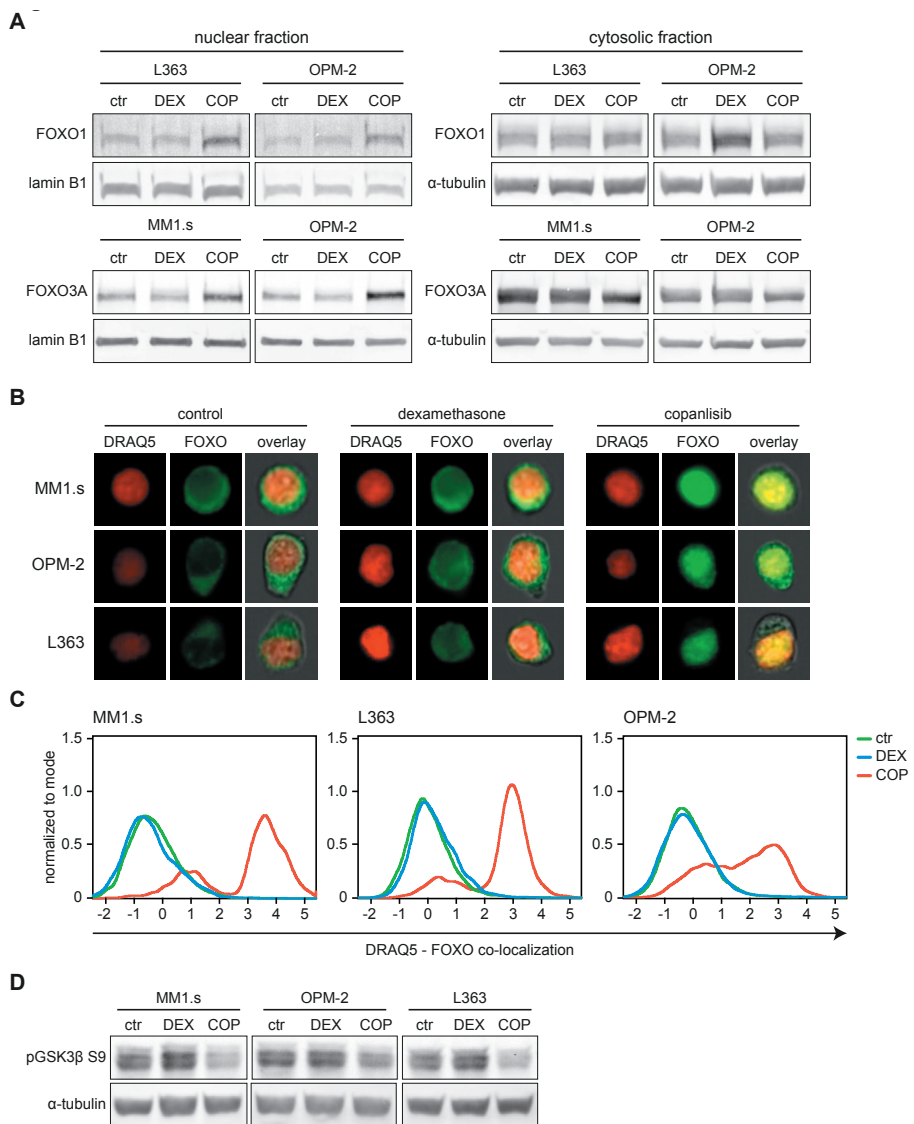 A
nuclear fraction cytosolic fraction
L363 OPM-2 L363 OPM-2
ctr DEX COP ctr DEX COP ctr DEX COP ctr DEX COP
FOXO1 FOXO1
lamin B1 α-tubulin
MM1.s OPM-2 MM1.s OPM-2
ctr DEX COP ctr DEX COP ctr DEX COP ctr DEX COP
FOXO3A FOXO3A
lamin B1 α-tubulin
B
control dexamethasone copanlisib
DRAQ5 FOXO overlay DRAQ5 FOXO overlay DRAQ5 FOXO overlay
MM1.s
OPM-2
L363
C
MM1.s L363 OPM-2
normalized to mode
1.5 1.5 1.5
1.0 1.0 1.0
0.5 0.5 0.5
0 0 0
-2 -1 0 1 2 3 4 5 -2 -1 0 1 2 3 4 5 -2 -1 0 1 2 3 4 5
ctr
DEX
COP
DRAQ5 - FOXO co-localization
D
MM1.s OPM-2 L363
ctr DEX COP ctr DEX COP ctr DEX COP
pGSK3β S9
α-tubulin